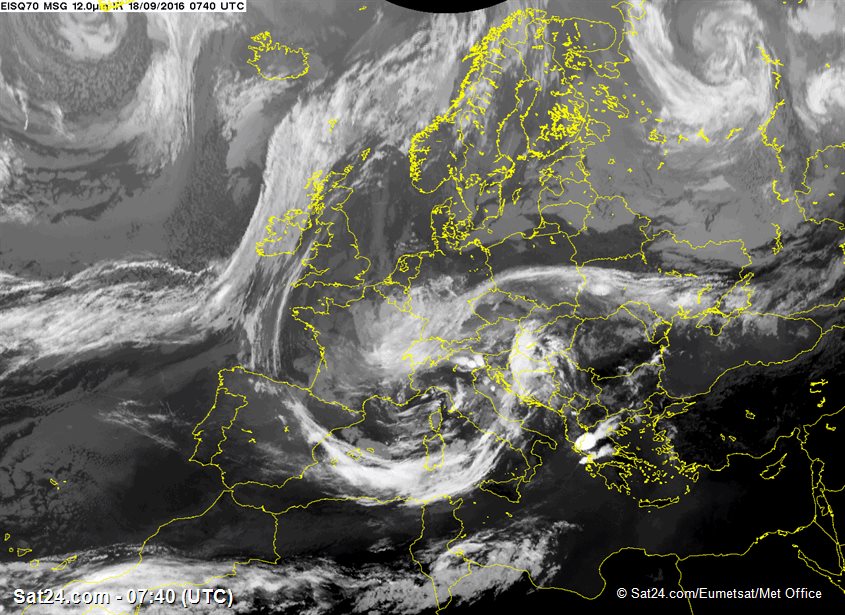 EISQ70 MSG 12.0µm IR 18/09/2016 0740 UTC
Sat24.com - 07:40 (UTC)
© Sat24.com/Eumetsat/Met Office